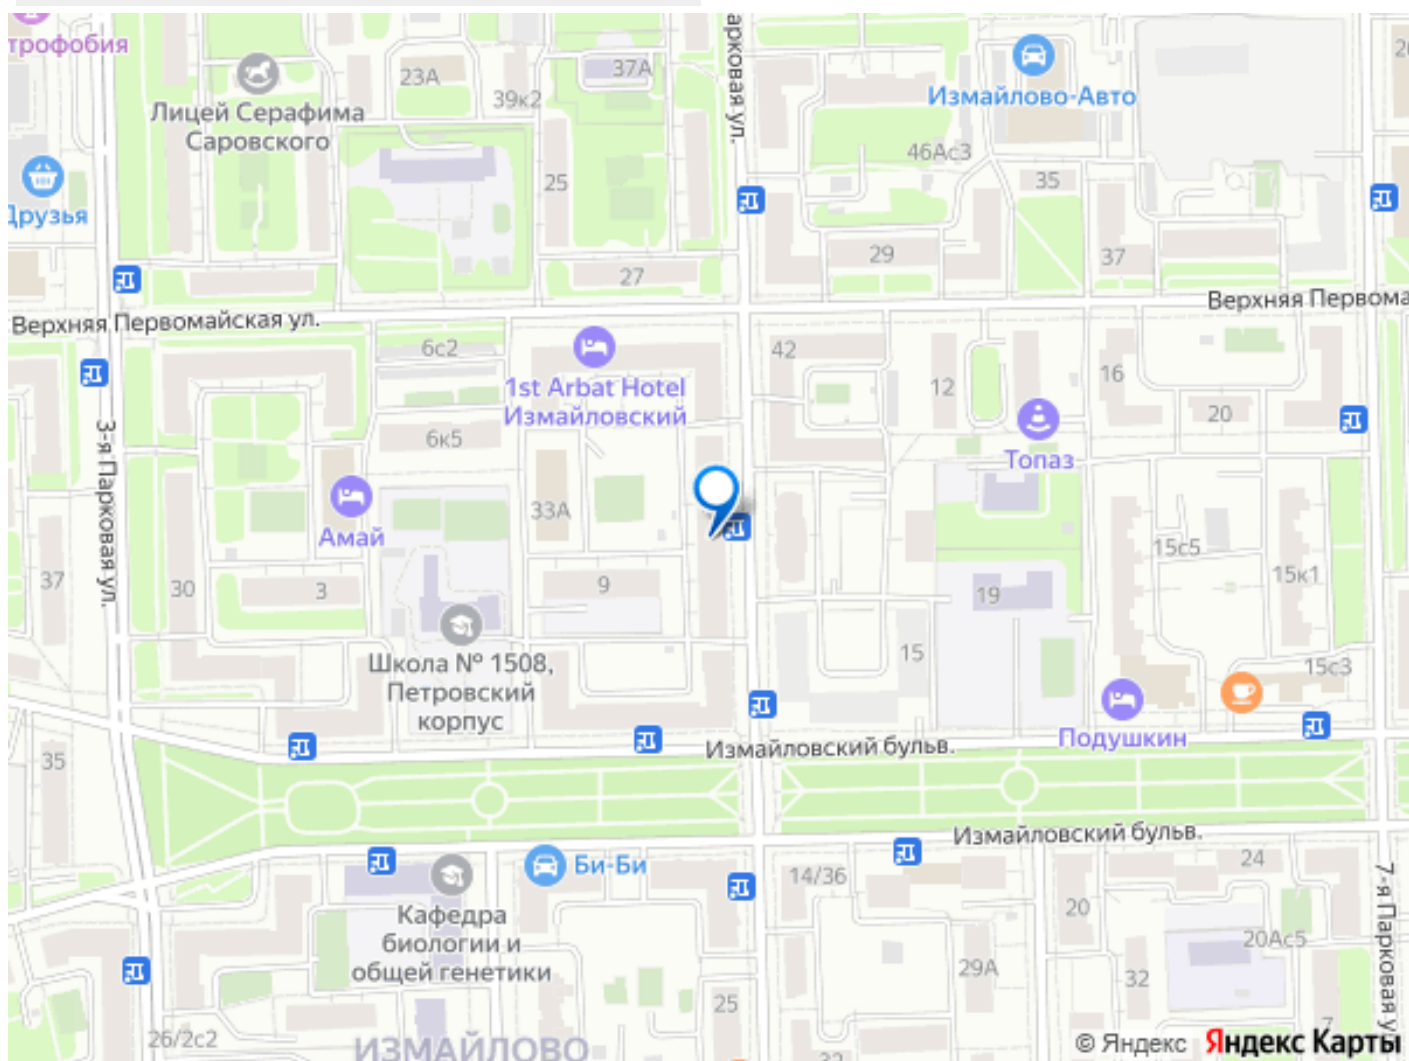 трофобия
Лицей Серафима
Саровского
23А
39к2
37А
арковая ул.
Измайлово-Авто
46Ас3
35
25
Друзья
29
37
27
Верхняя Первомайская ул.
Верхняя Первома
6с2
1st Arbat Hotel
Измайловский
42
12
16
20
6к5
Топаз
3-я Парковая ул.
33А
Амай
15с5
15к1
37
30
3
9
19
Школа № 1508,
Петровский
корпус
15
15с3
Подушкин
Измайловский бульв.
35
Измайловский бульв.
Би-Би
14/36
24
7-я Парковая у
Кафедра
биологии и
общей генетики
20
20Ас5
29А
32
25
26/2с2
7
ИЗМАЙЛОВО
32
© Яндекс Яндекс Карты